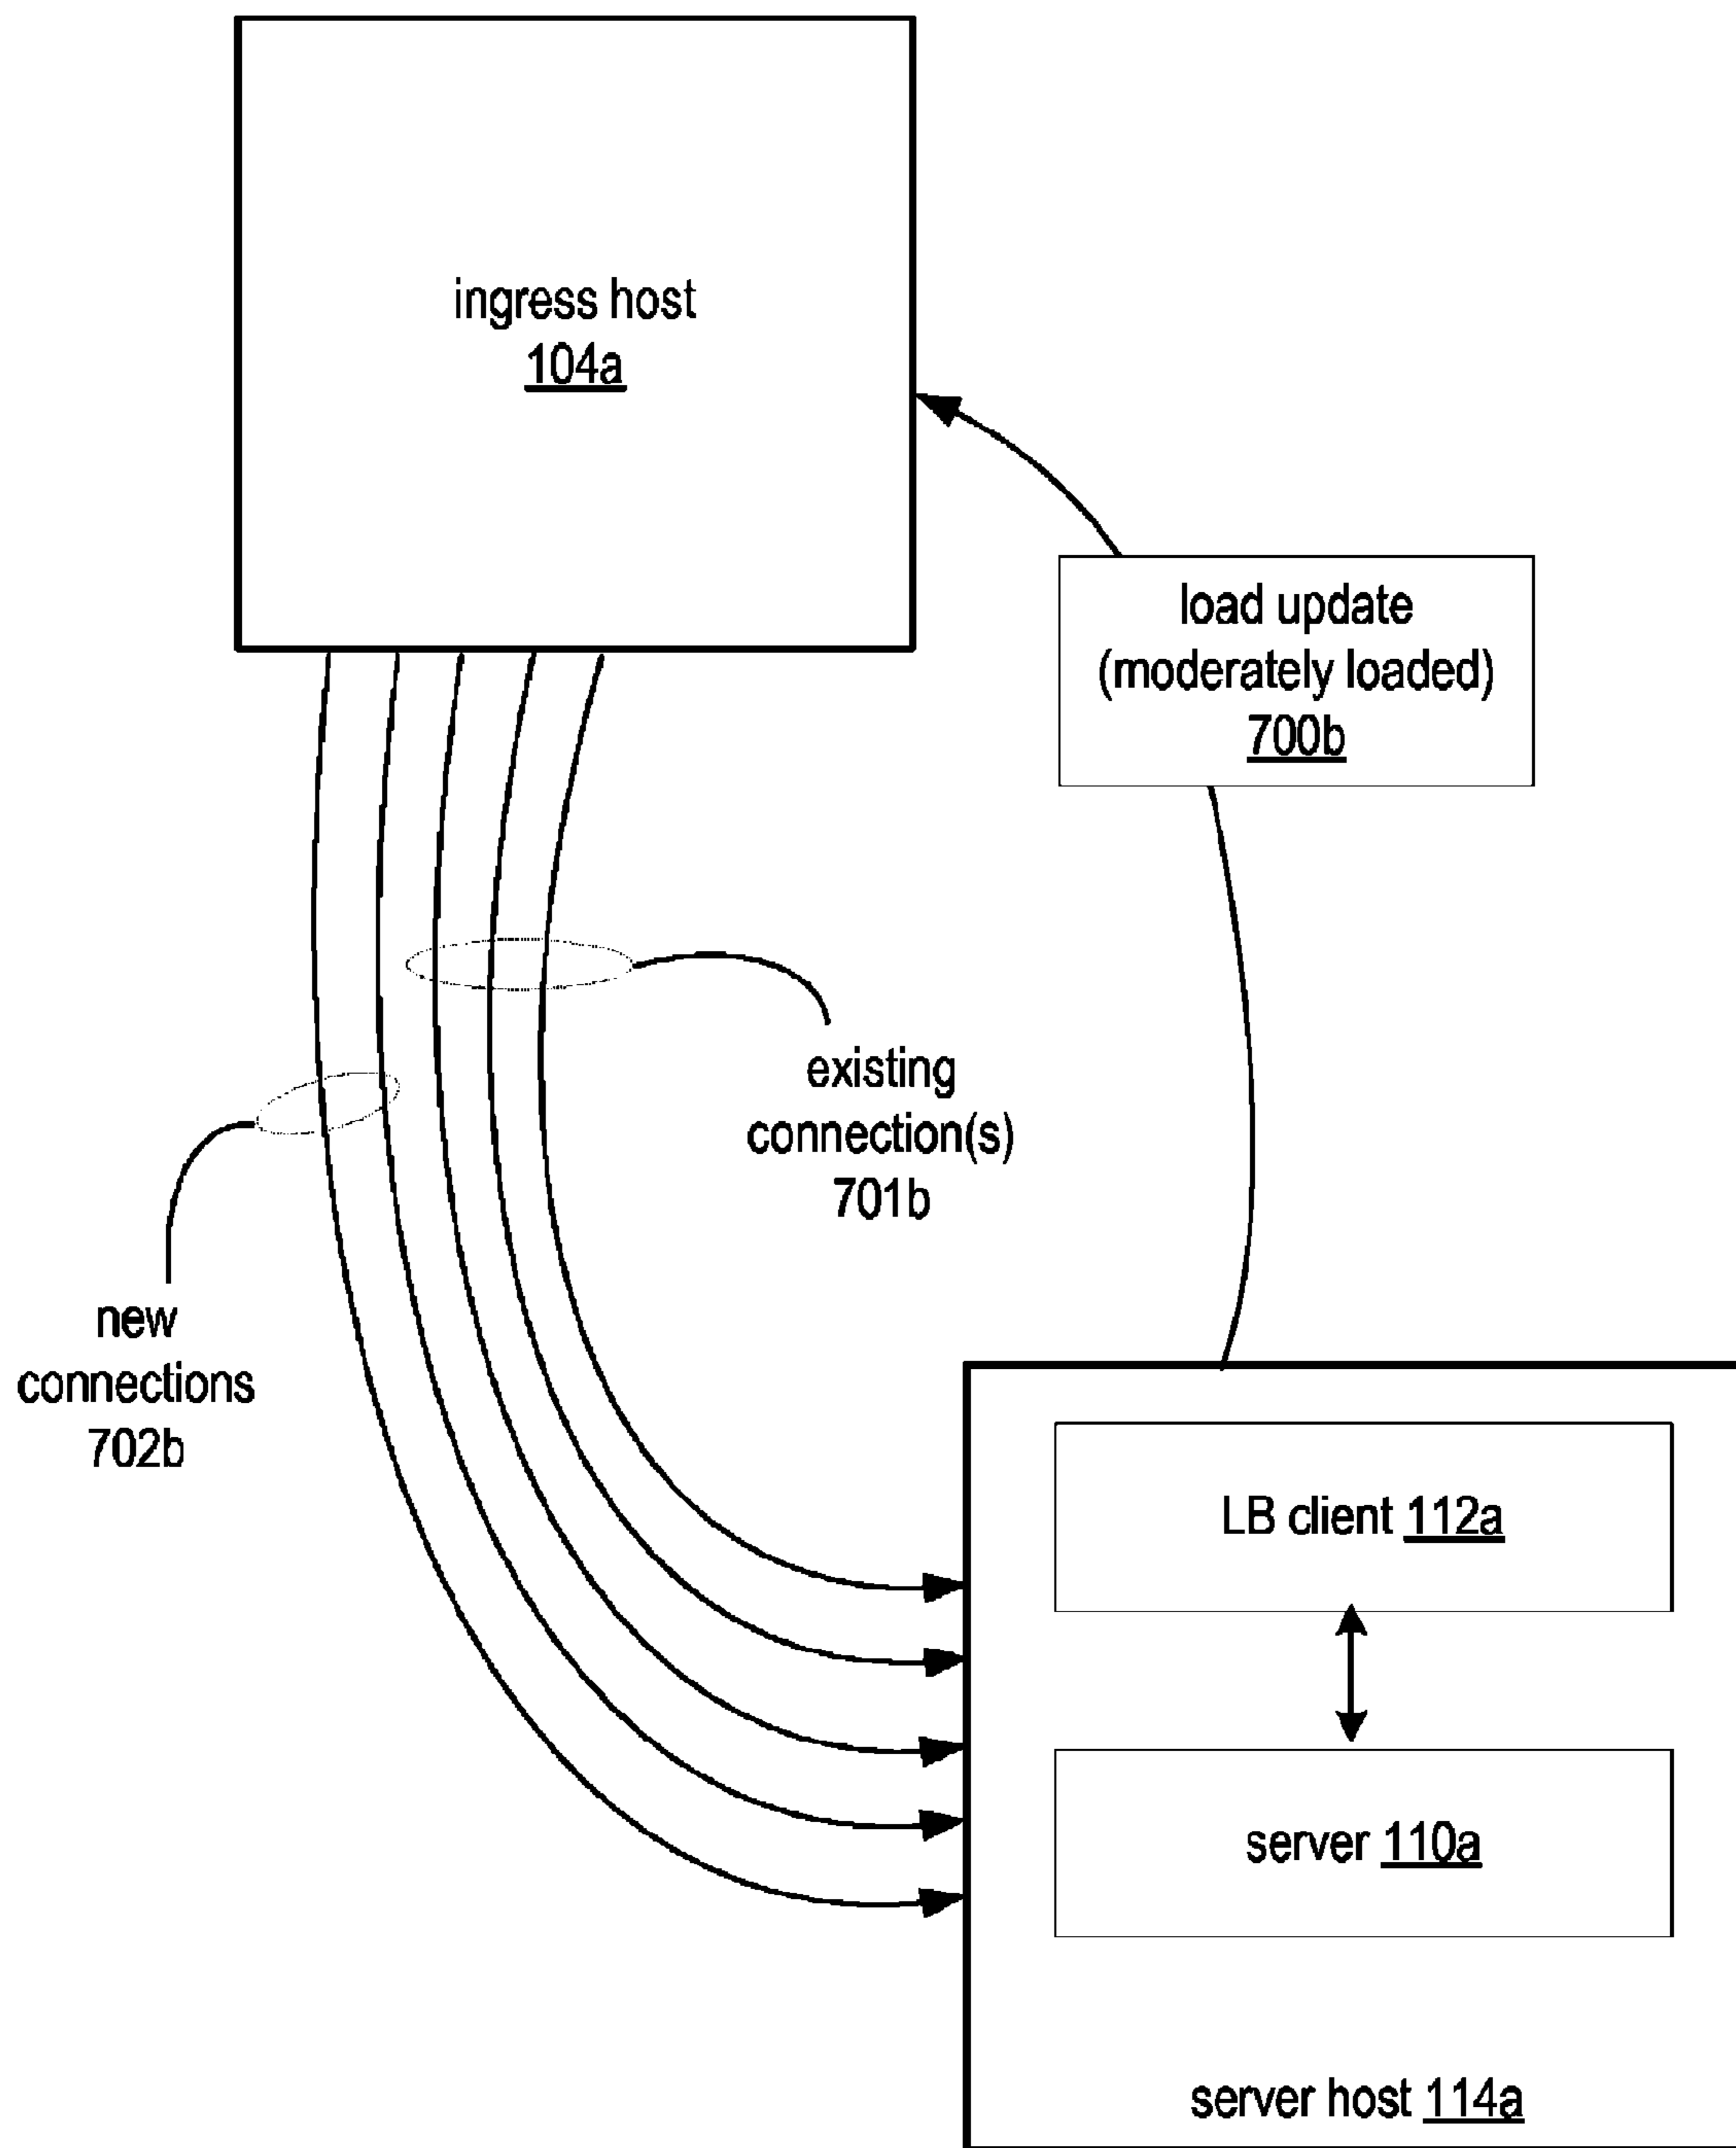 ingress host
104a
load update
(moderately loaded)
700b
existing
connection(s)
701b
new
connections
702b
LB client 112a
server 110a
server host 114a